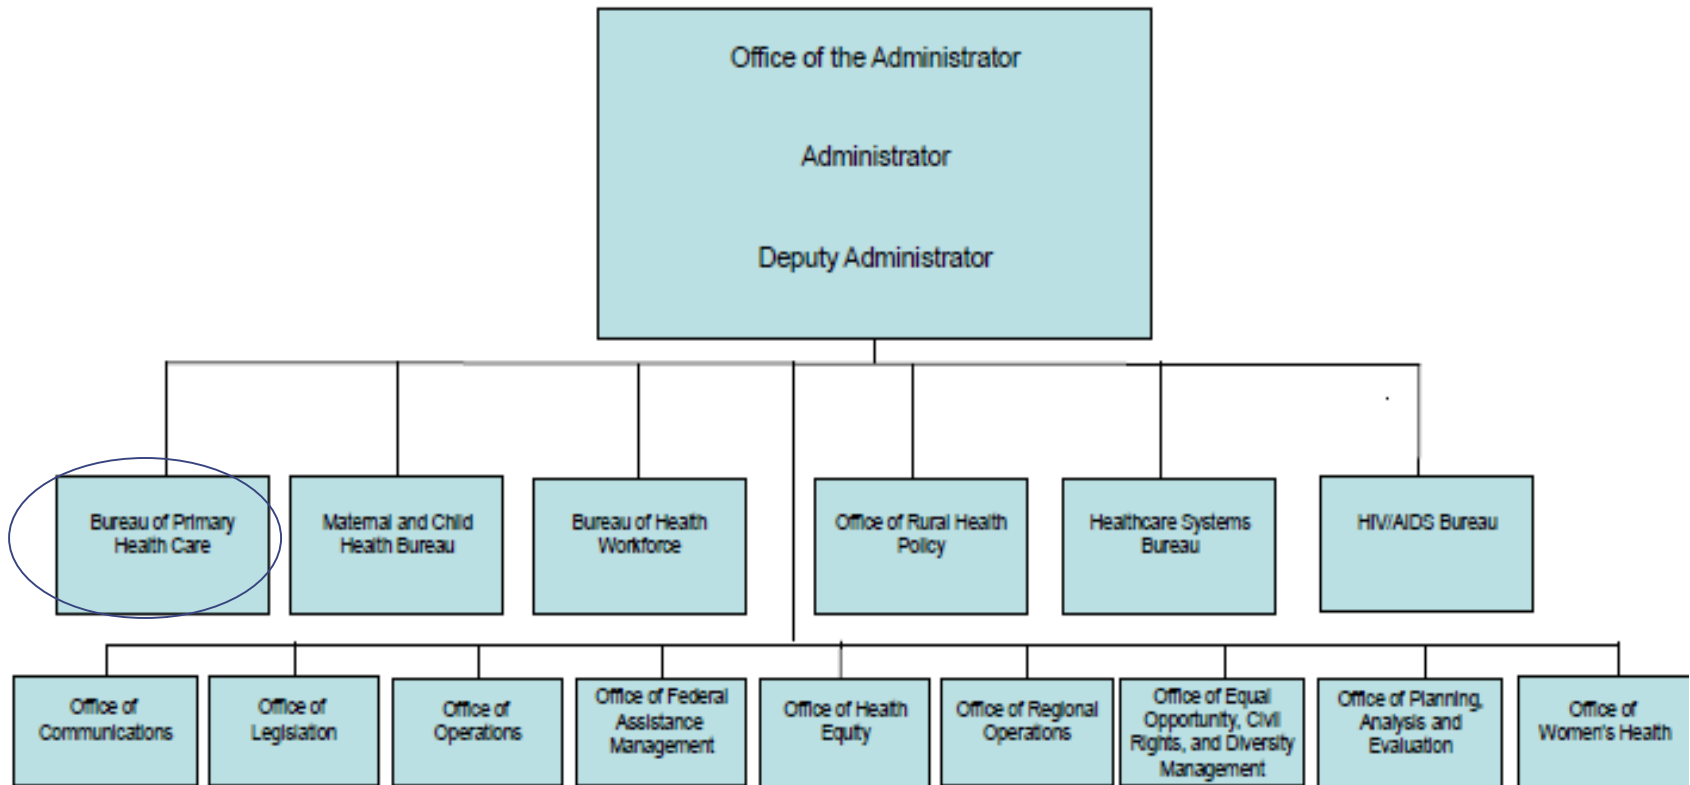 Office of the Administrator
Administrator
Deputy Administrator
Bureau of Primary
Health Care
Maternal and Child
Health Bureau
Bureau of Health
Workforce
Office of Rural Health
Policy
Healthcare Systems
Bureau
HIV/AIDS Bureau
Office of
Communications
Office of
Legislation
Office of
Operations
Office of Federal
Assistance
Management
Office of Health
Equity
Office of Regional
Operations
Office of Equal
Opportunity, Civil
Rights, and Diversity
Management
Office of Planning,
Analysis and
Evaluation
Office of
Women's Health